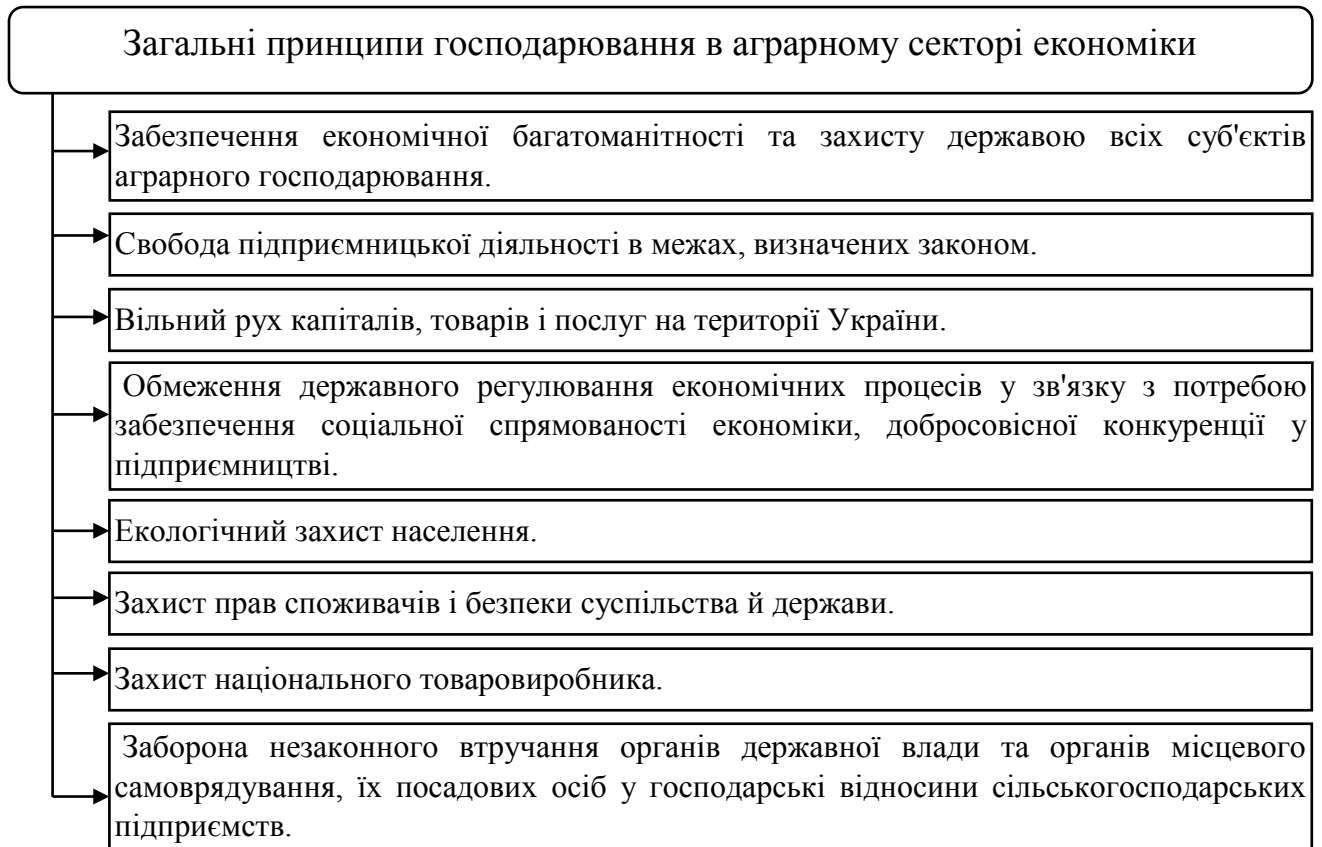 Загальні принципи господарювання в аграрному секторі економіки
Забезпечення економічної багатоманітності та захисту державою всіх суб'єктів
аграрного господарювання.
Свобода підприємницької діяльності в межах, визначених законом.
Вільний рух капіталів, товарів і послуг на території України.
Обмеження державного регулювання економічних процесів у зв'язку з потребою
забезпечення соціальної спрямованості економіки, добросовісної конкуренції у
підприємництві.
Екологічний захист населення.
Захист прав споживачів і безпеки суспільства й держави.
Захист національного товаровиробника.
Заборона незаконного втручання органів державної влади та органів місцевого
самоврядування, їх посадових осіб у господарські відносини сільськогосподарських
підприємств.